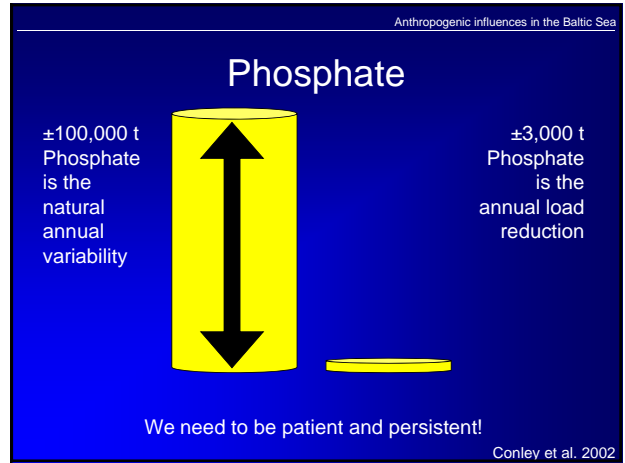 Anthropogenic influences in the Baltic Sea
Phosphate
±100,000 t
Phosphate
is the
natural
annual
variability
±3,000 t
Phosphate
is the
annual load
reduction
We need to be patient and persistent!
Conley et al. 2002